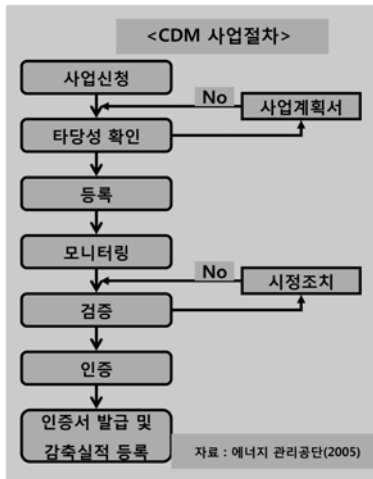 <CDM 사업절차>
사업신청
No
사업계획서
타당성 확인
등록
모니터링
No
시정조치
검증
인증
인증서 발급 및
감축실적 등록
자료 : 에너지 관리공단(2005)